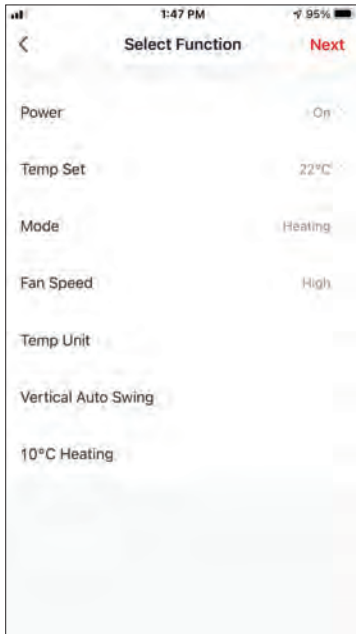 1:47 PM 95%
Select Function Next
Power On
Temp Set 22°C
Mode Heating
Fan Speed High
Temp Unit
Vertical Auto Swing
10°C Heating